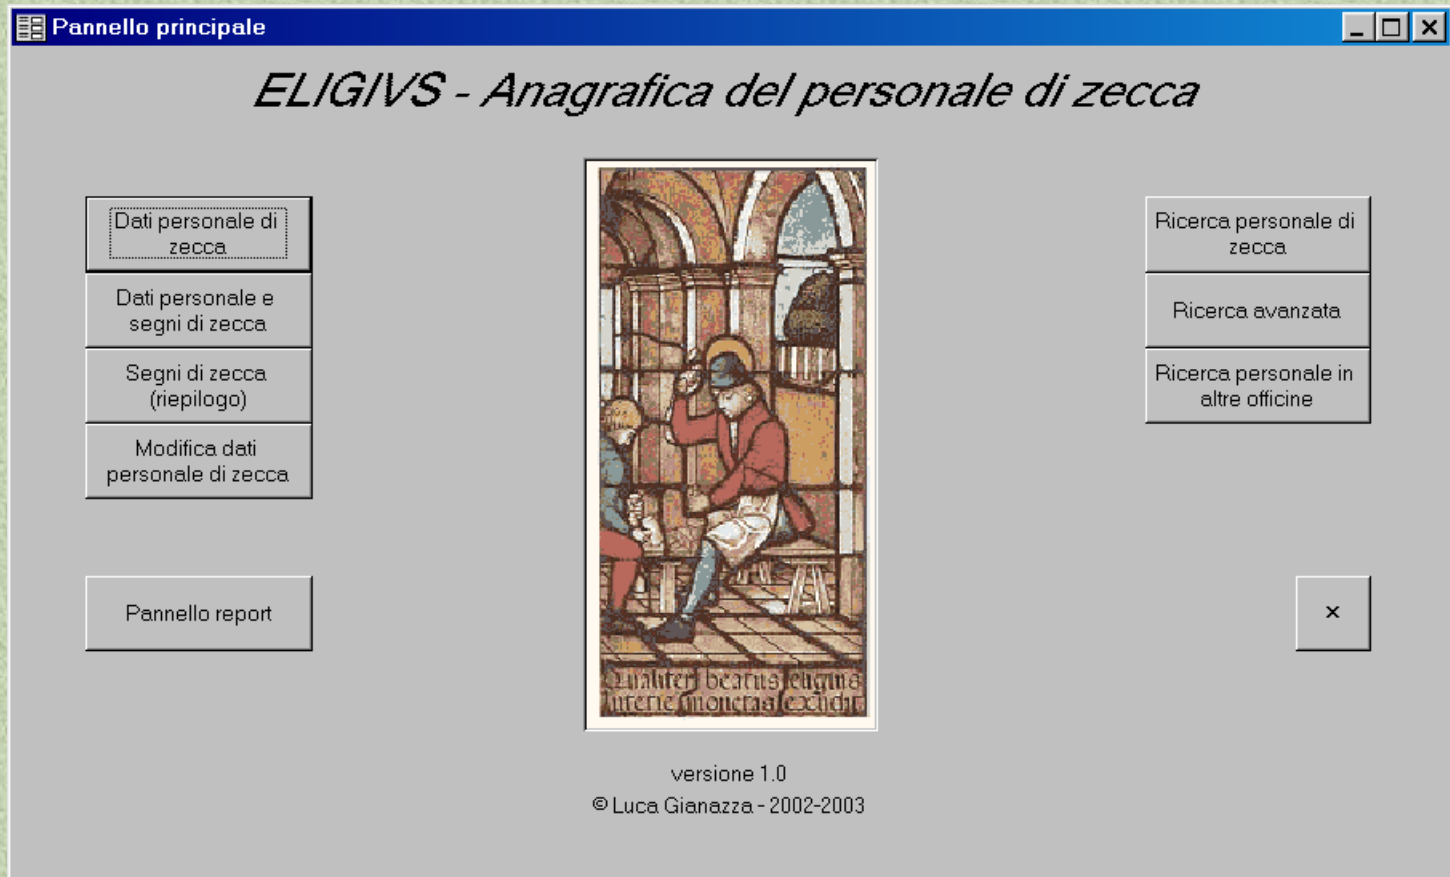 Pannello principale
ELIGIVS - Anagrafica del personale di zecca
Dati personale di
zecca
Dati personale e
segni di zecca
Segni di zecca
(riepilogo)
Modifica dati
personale di zecca
Pannello report
Ricerca personale di
zecca
Ricerca avanzata
Ricerca personale in
altre officine
×
Qualiter beatus eligius
lutetie monetas excudit
versione 1.0
© Luca Gianazza - 2002-2003